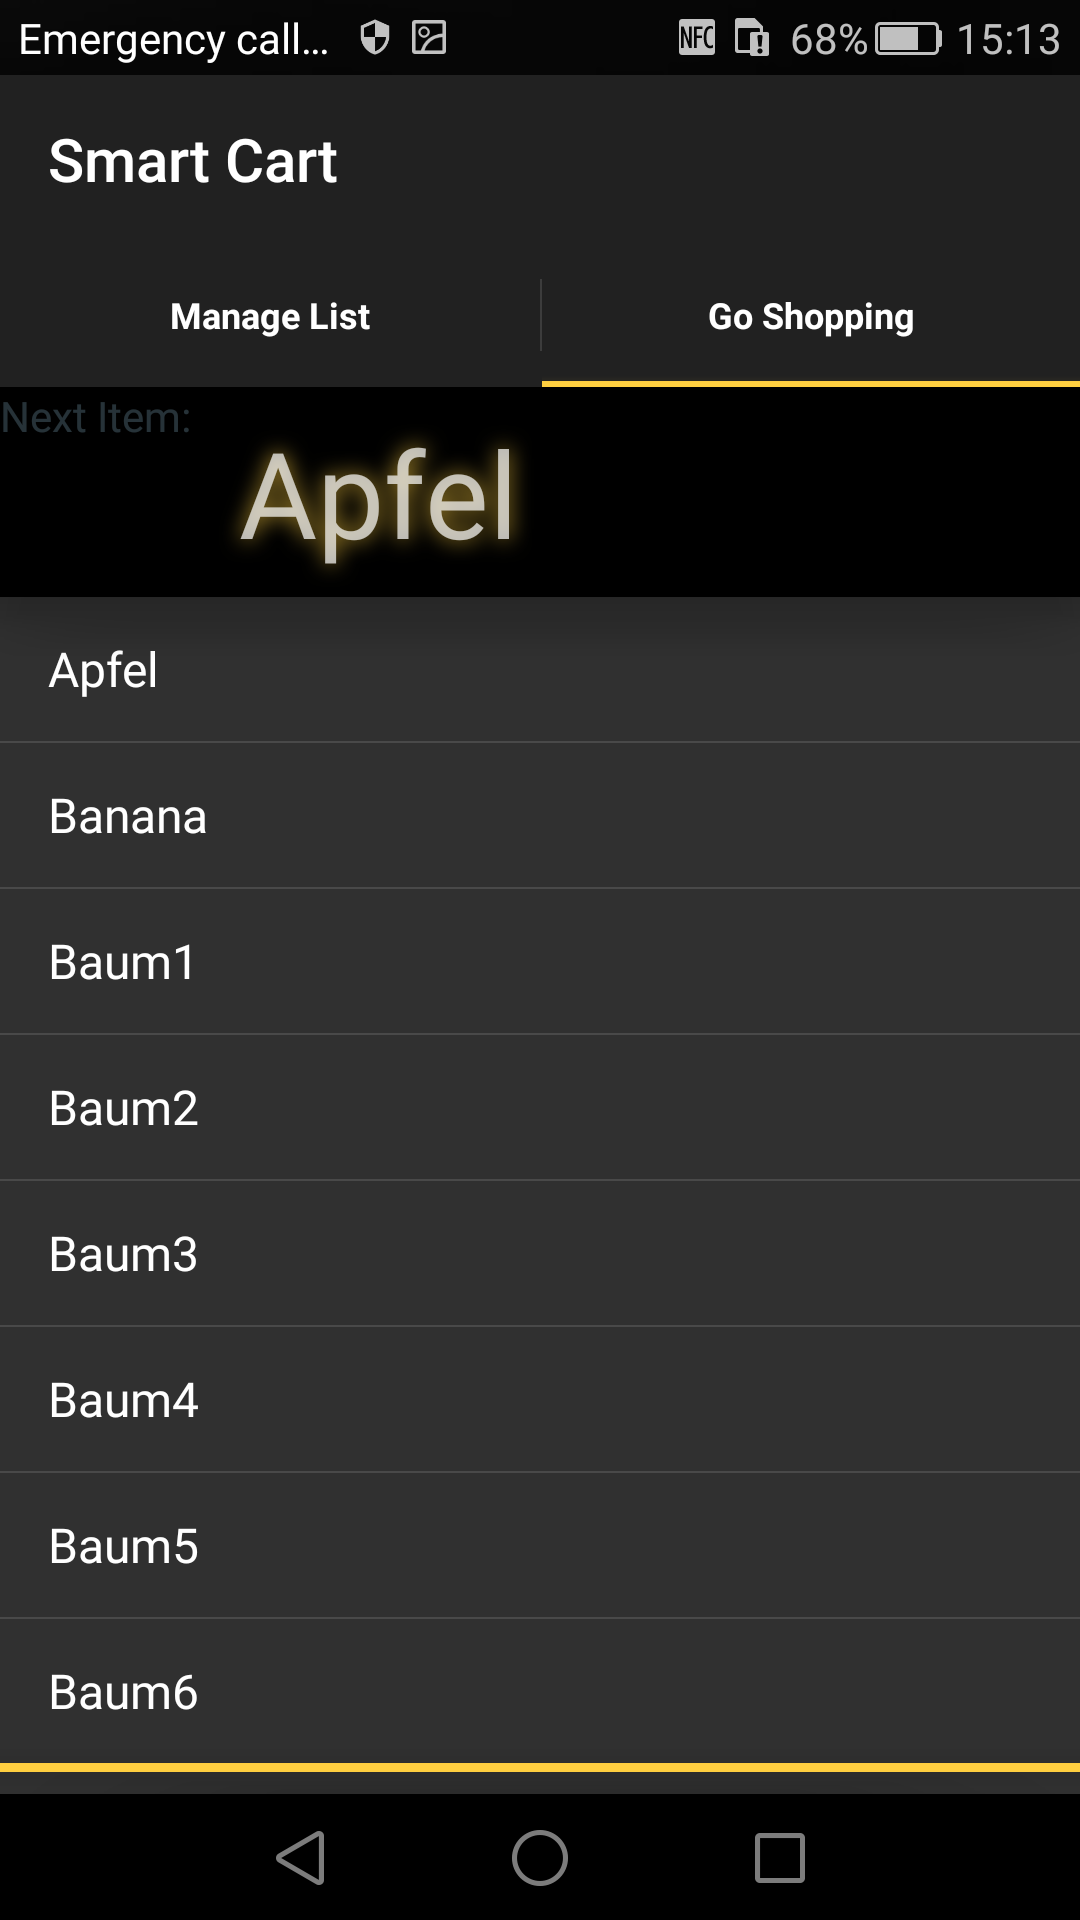 Emergency call... NFC 68% 15:13
Smart Cart
Manage List Go Shopping
Next Item:
Apfel
Apfel
Banana
Baum1
Baum2
Baum3
Baum4
Baum5
Baum6